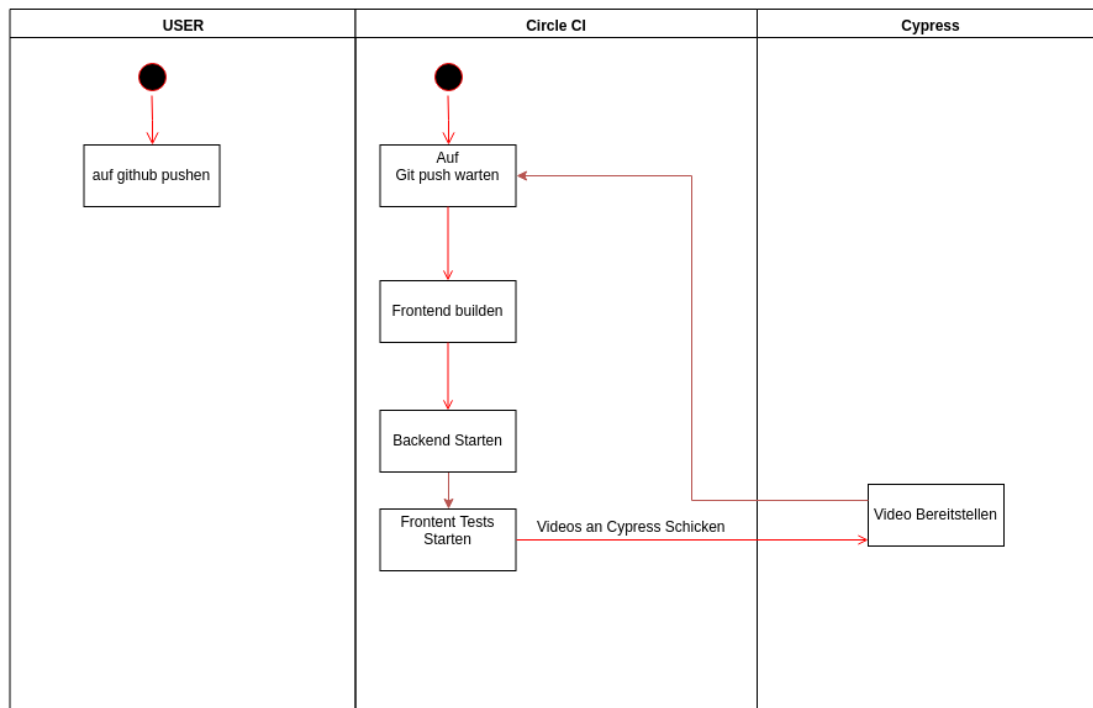 USER
Circle CI
Cypress
auf github pushen
Auf
Git push warten
Frontend builden
Backend Starten
Frontent Tests
Starten
Videos an Cypress Schicken
Video Bereitstellen